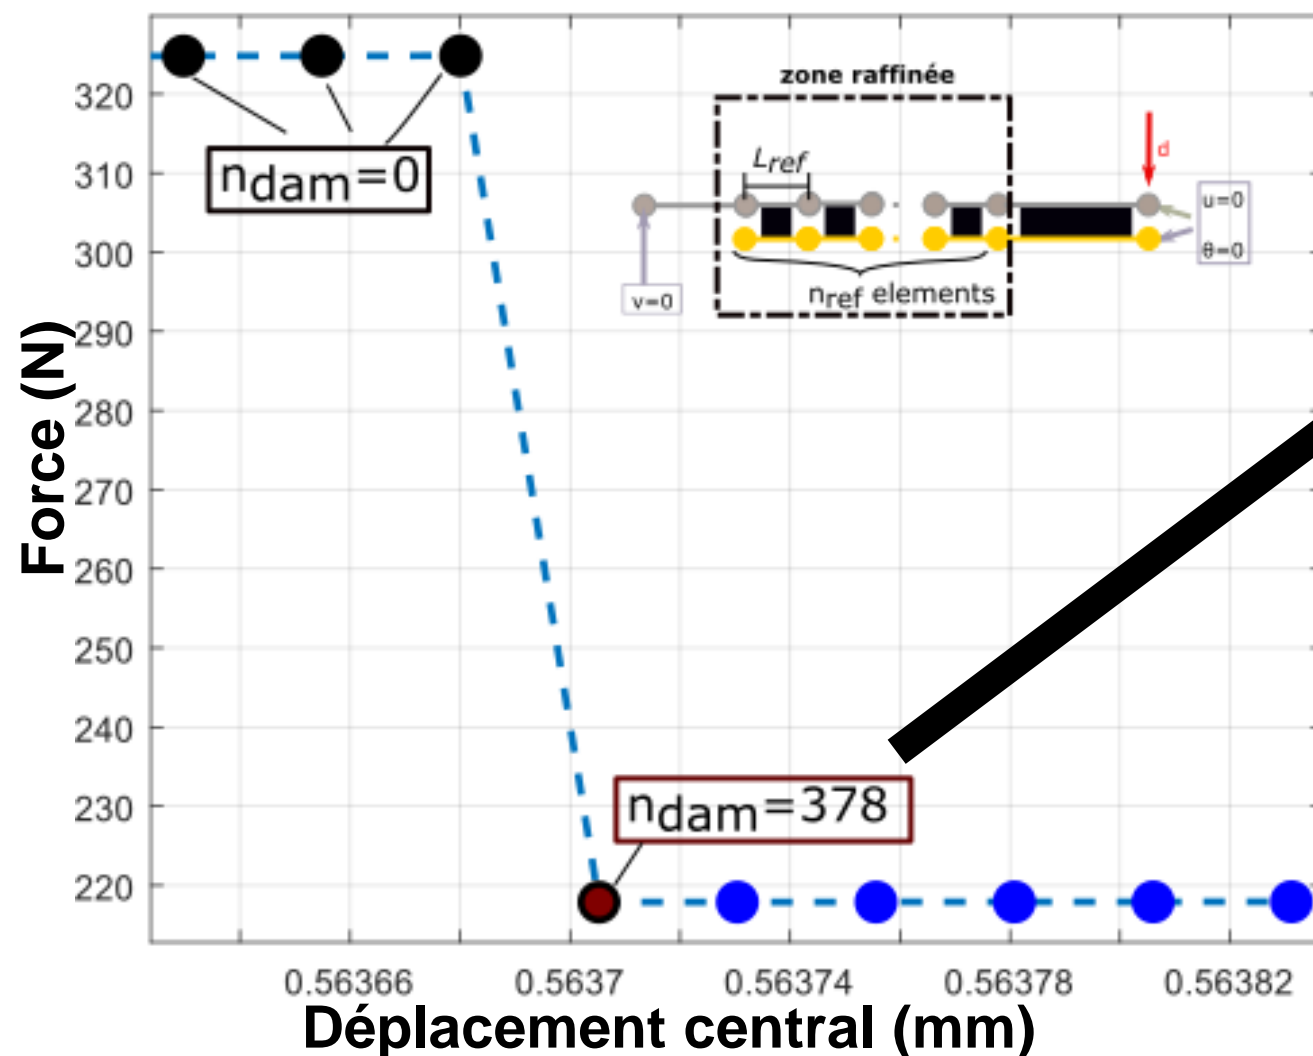 320
310
300
290
280
270
260
250
240
230
220
Force (N)
n_dam=0
zone raffinée
L_ref
d
u=0
θ=0
v=0
n_ref elements
n_dam=378
0.56366
0.5637
0.56374
0.56378
0.56382
Déplacement central (mm)